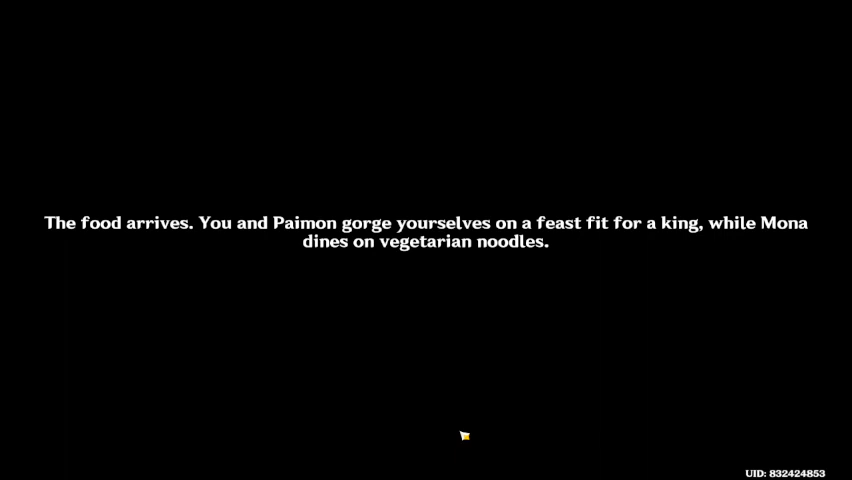 The food arrives. You and Paimon gorge yourselves on a feast fit for a king, while Mona
dines on vegetarian noodles.
UID: 832424853